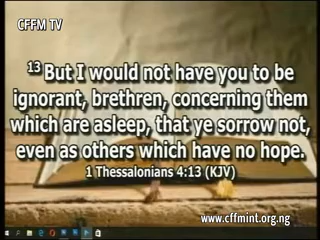 CFFM TV
13 But I would not have you to be
ignorant, brethren, concerning them
which are asleep, that ye sorrow not,
even as others which have no hope.
1 Thessalonians 4:13 (KJV)
www.cffmint.org.ng